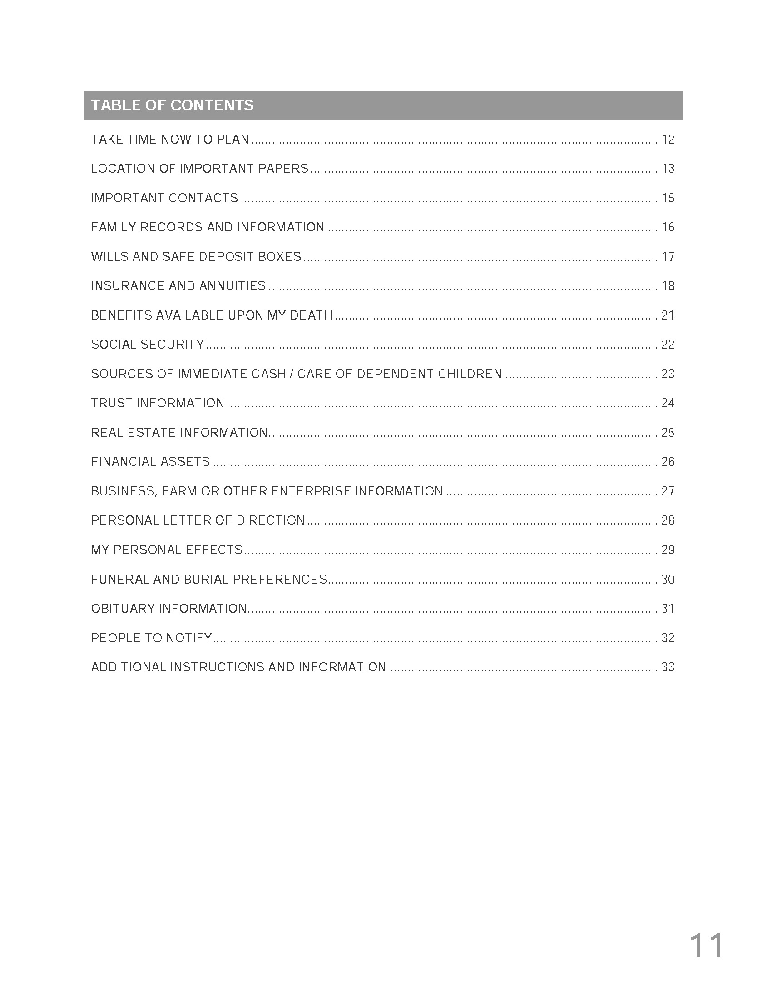 TABLE OF CONTENTS
TAKE TIME NOW TO PLAN ........ 12
LOCATION OF IMPORTANT PAPERS ........ 13
IMPORTANT CONTACTS ........ 15
FAMILY RECORDS AND INFORMATION ........ 16
WILLS AND SAFE DEPOSIT BOXES ........ 17
INSURANCE AND ANNUITIES ........ 18
BENEFITS AVAILABLE UPON MY DEATH ........ 21
SOCIAL SECURITY ........ 22
SOURCES OF IMMEDIATE CASH / CARE OF DEPENDENT CHILDREN ........ 23
TRUST INFORMATION ........ 24
REAL ESTATE INFORMATION ........ 25
FINANCIAL ASSETS ........ 26
BUSINESS, FARM OR OTHER ENTERPRISE INFORMATION ........ 27
PERSONAL LETTER OF DIRECTION ........ 28
MY PERSONAL EFFECTS ........ 29
FUNERAL AND BURIAL PREFERENCES ........ 30
OBITUARY INFORMATION ........ 31
PEOPLE TO NOTIFY ........ 32
ADDITIONAL INSTRUCTIONS AND INFORMATION ........ 33
11